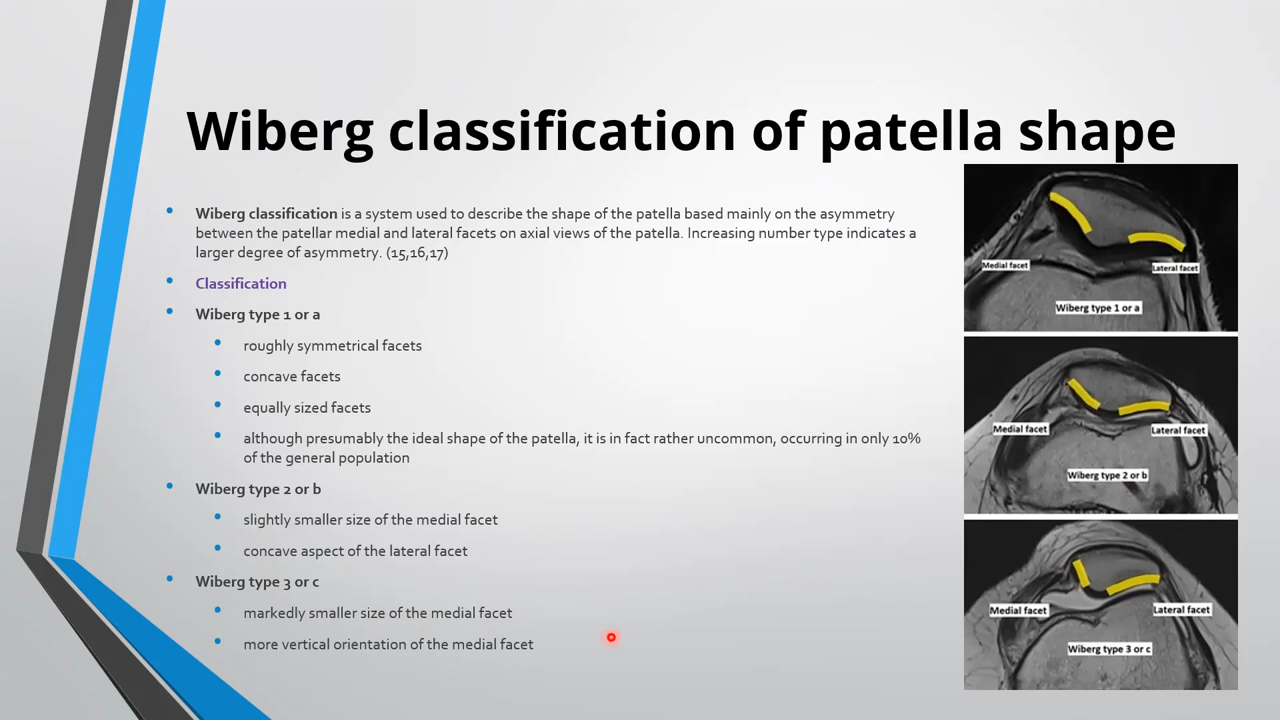 Wiberg classification of patella shape
Wiberg classification is a system used to describe the shape of the patella based mainly on the asymmetry
between the patellar medial and lateral facets on axial views of the patella. Increasing number type indicates a
larger degree of asymmetry. (15,16,17)
Classification
Wiberg type 1 or a
roughly symmetrical facets
concave facets
equally sized facets
although presumably the ideal shape of the patella, it is in fact rather uncommon, occurring in only 10%
of the general population
Wiberg type 2 or b
slightly smaller size of the medial facet
concave aspect of the lateral facet
Wiberg type 3 or c
markedly smaller size of the medial facet
more vertical orientation of the medial facet
Medial facet
Lateral facet
Wiberg type 1 or a
Medial facet
Lateral facet
Wiberg type 2 or b
Medial facet
Lateral facet
Wiberg type 3 or c